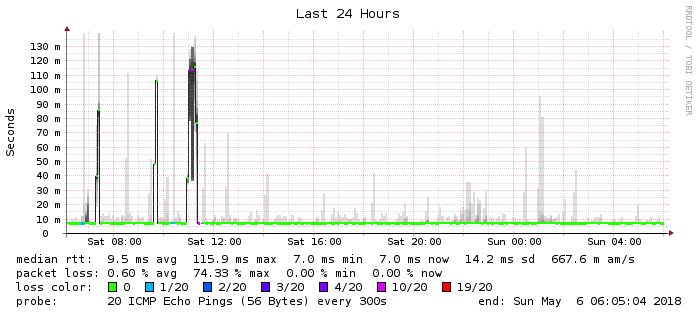 Last 24 Hours
RRDTOOL / TOBI OETIKER
Seconds
130 m
120 m
110 m
100 m
90 m
80 m
70 m
60 m
50 m
40 m
30 m
20 m
10 m
0
Sat 08:00 Sat 12:00 Sat 16:00 Sat 20:00 Sun 00:00 Sun 04:00
median rtt: 9.5 ms avg 115.9 ms max 7.0 ms min 7.0 ms now 14.2 ms sd 667.6 m am/s
packet loss: 0.60 % avg 74.33 % max 0.00 % min 0.00 % now
loss color: 0 1/20 2/20 3/20 4/20 10/20 19/20
probe: 20 ICMP Echo Pings (56 Bytes) every 300s end: Sun May 6 06:05:04 2018